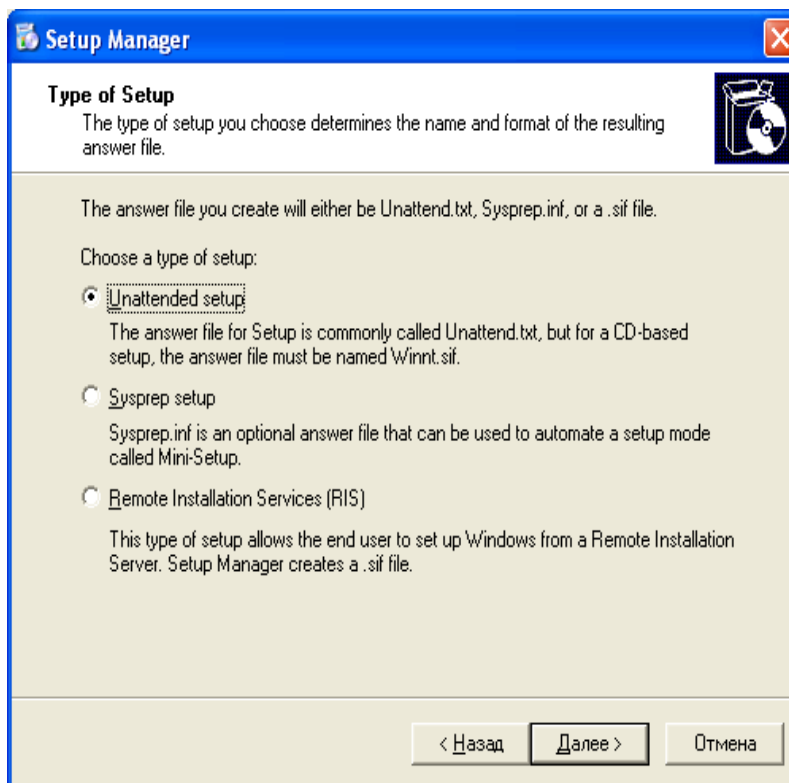 Setup Manager
Type of Setup
The type of setup you choose determines the name and format of the resulting
answer file.
The answer file you create will either be Unattend.txt, Sysprep.inf, or a .sif file.
Choose a type of setup:
Unattended setup
The answer file for Setup is commonly called Unattend.txt, but for a CD-based
setup, the answer file must be named Winnt.sif.
Sysprep setup
Sysprep.inf is an optional answer file that can be used to automate a setup mode
called Mini-Setup.
Remote Installation Services (RIS)
This type of setup allows the end user to set up Windows from a Remote Installation
Server. Setup Manager creates a .sif file.
< Назад Далее > Отмена